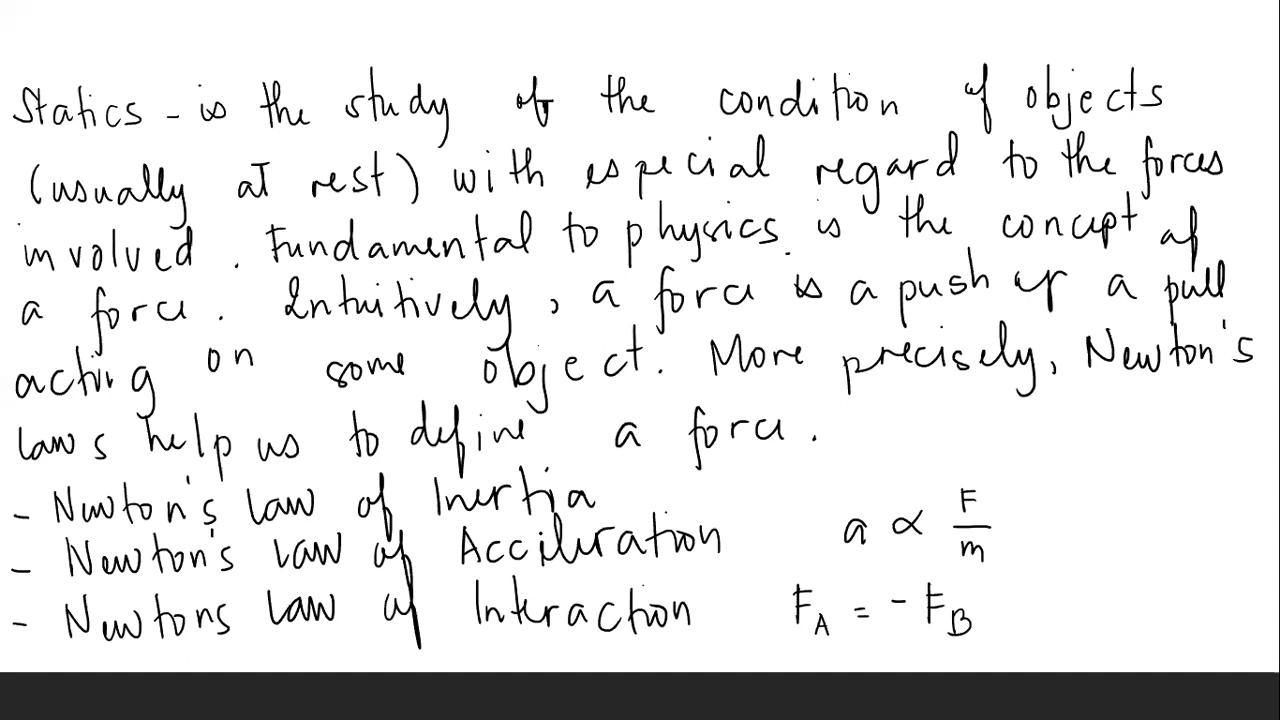 Statics - is the study of the condition of objects
(usually at rest) with especial regard to the forces
involved. Fundamental to physics is the concept of
a force. Intuitively, a force is a push or a pull
acting on some object. More precisely, Newton's
laws help us to define a force.
- Newton's law of Inertia
- Newton's law of Acceleration a ∝ F/m
- Newtons law of Interaction F_A = - F_B